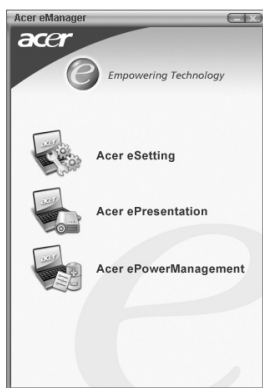 Acer eManager
acer
e Empowering Technology
Acer eSetting
Acer ePresentation
Acer ePowerManagement